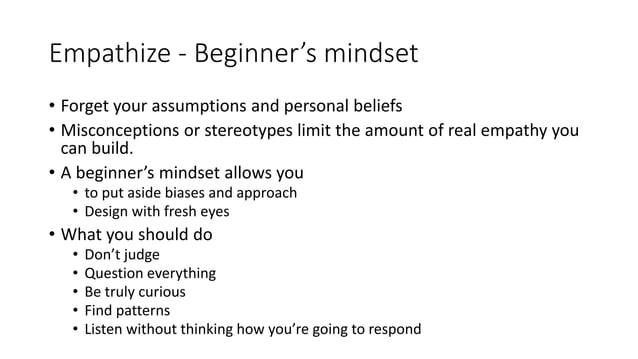 Empathize - Beginner’s mindset
• Forget your assumptions and personal beliefs
• Misconceptions or stereotypes limit the amount of real empathy you
can build.
• A beginner’s mindset allows you
• to put aside biases and approach
• Design with fresh eyes
• What you should do
• Don’t judge
• Question everything
• Be truly curious
• Find patterns
• Listen without thinking how you’re going to respond